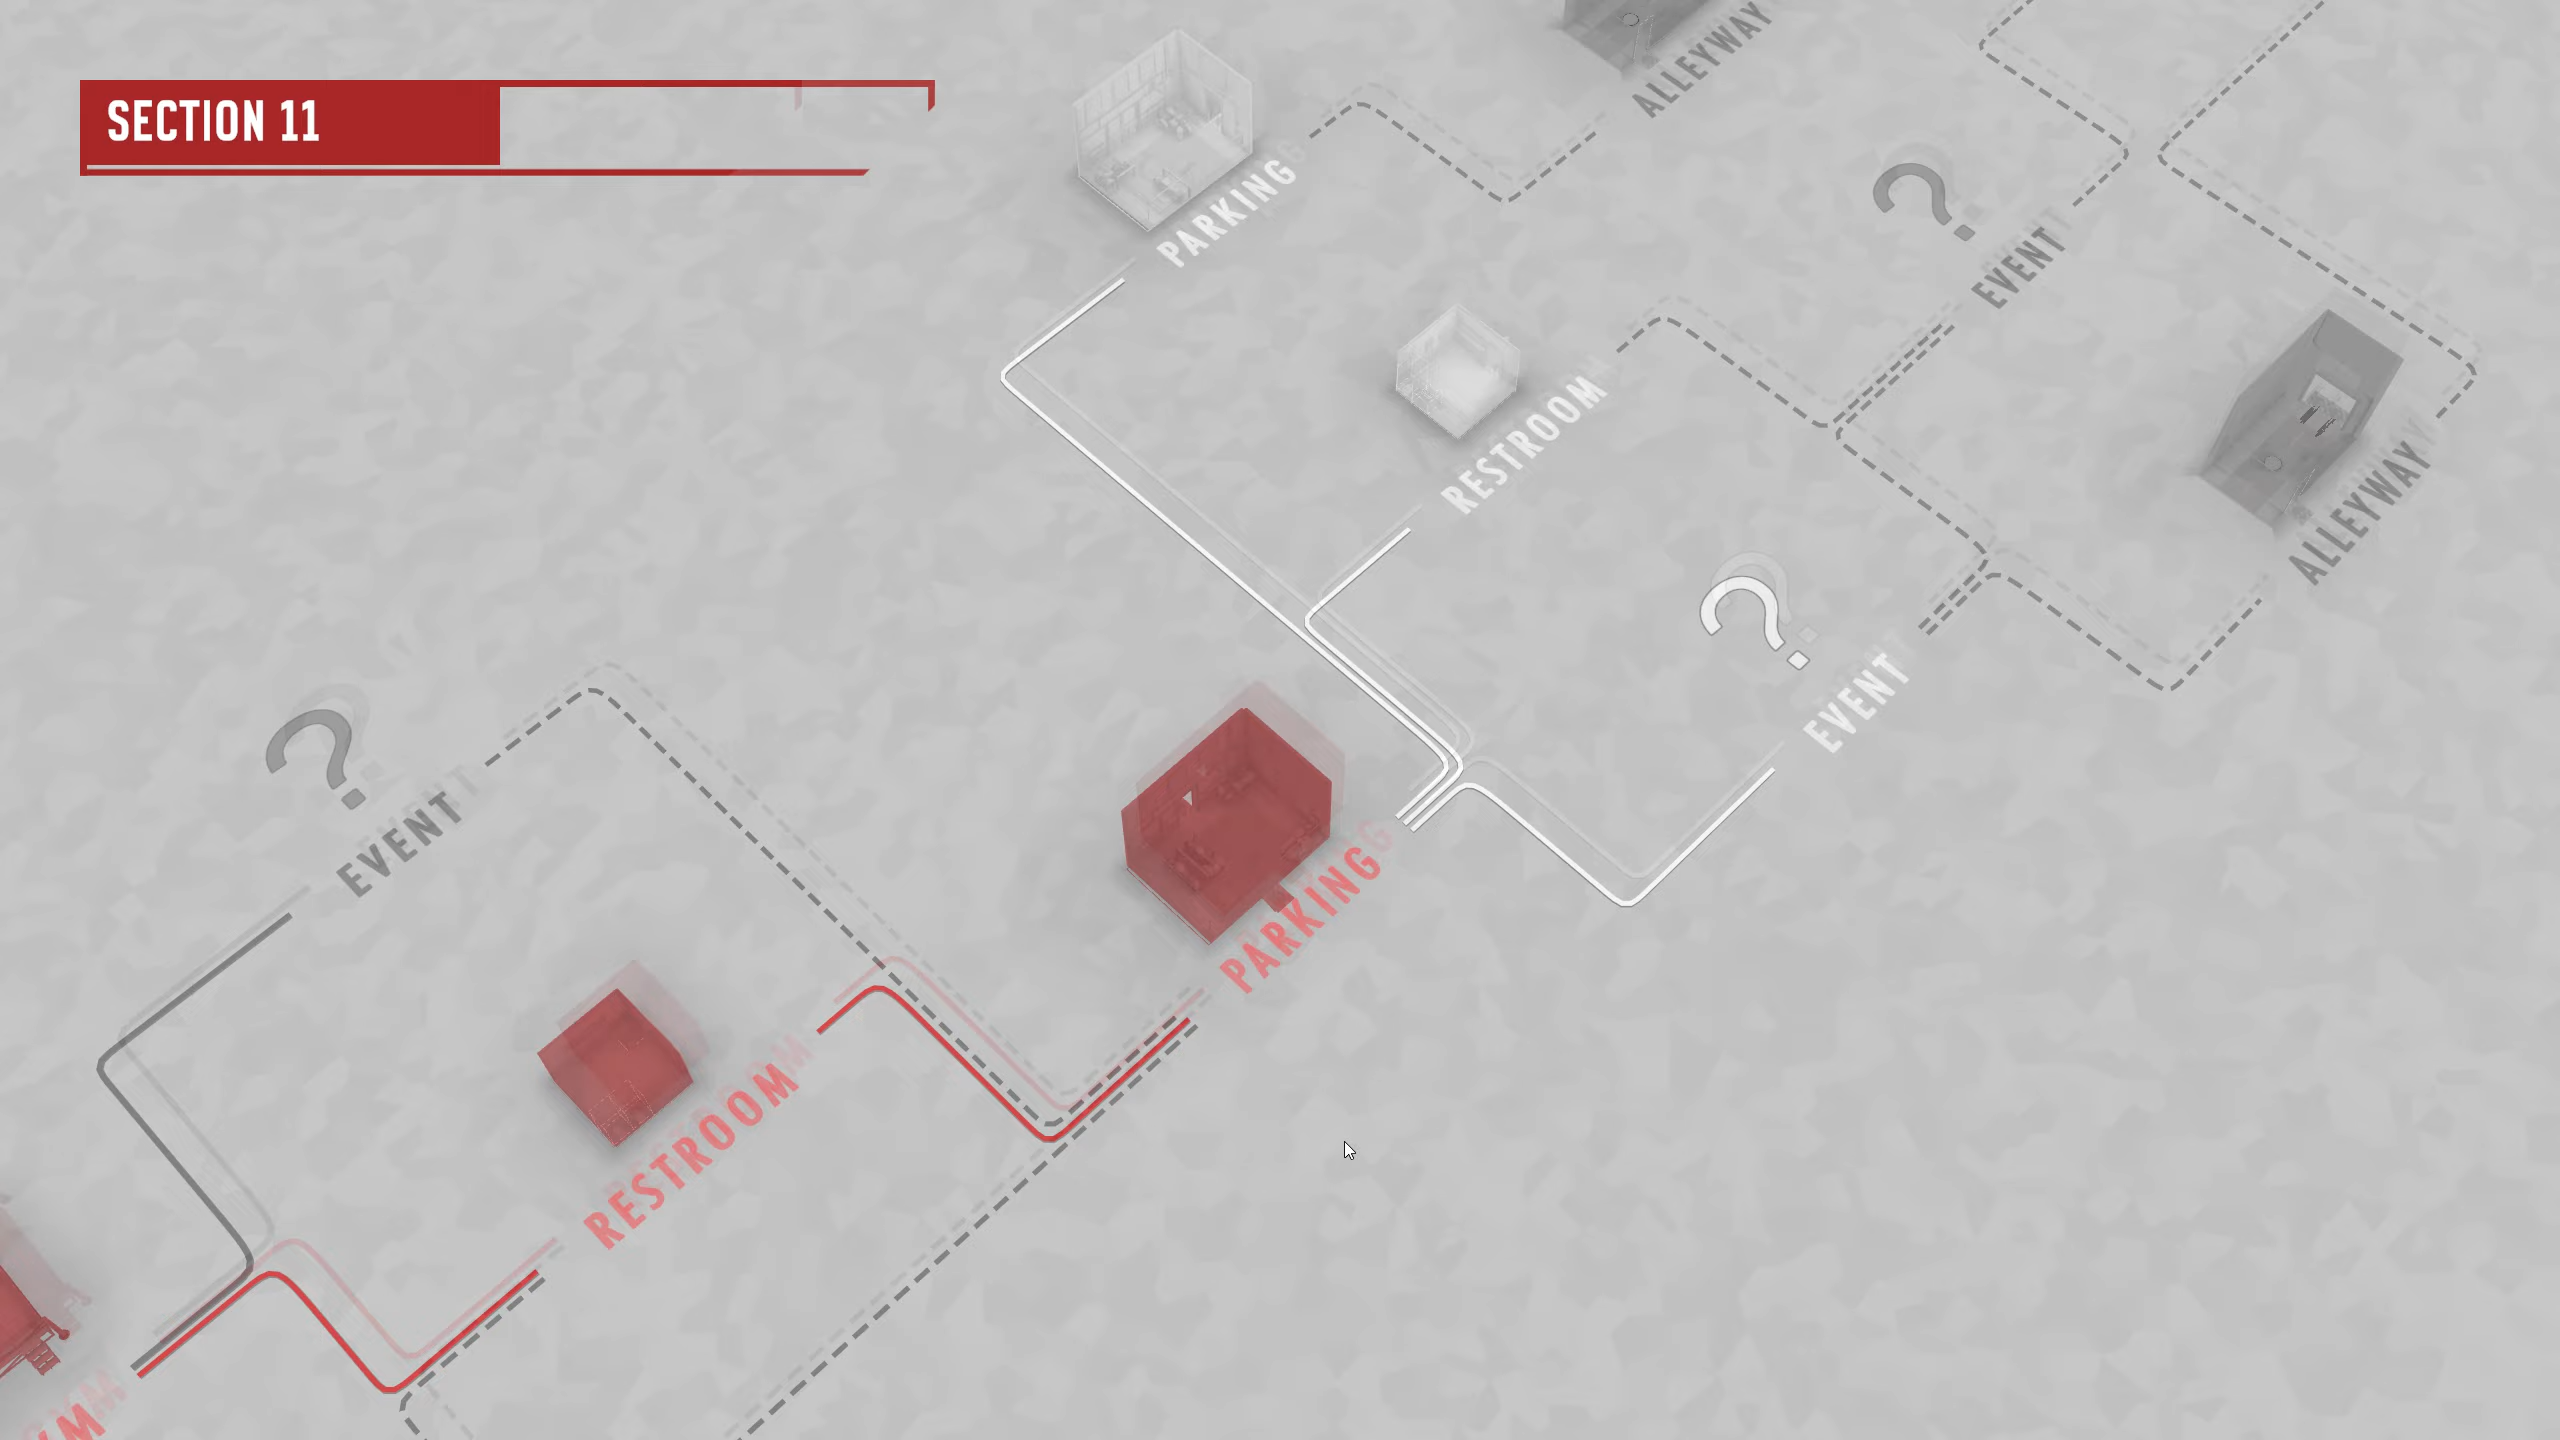 SECTION 11
ALLEYWAY
PARKING
EVENT
RESTROOM
ALLEYWAY
?
?
EVENT
?
EVENT
PARKING
RESTROOM